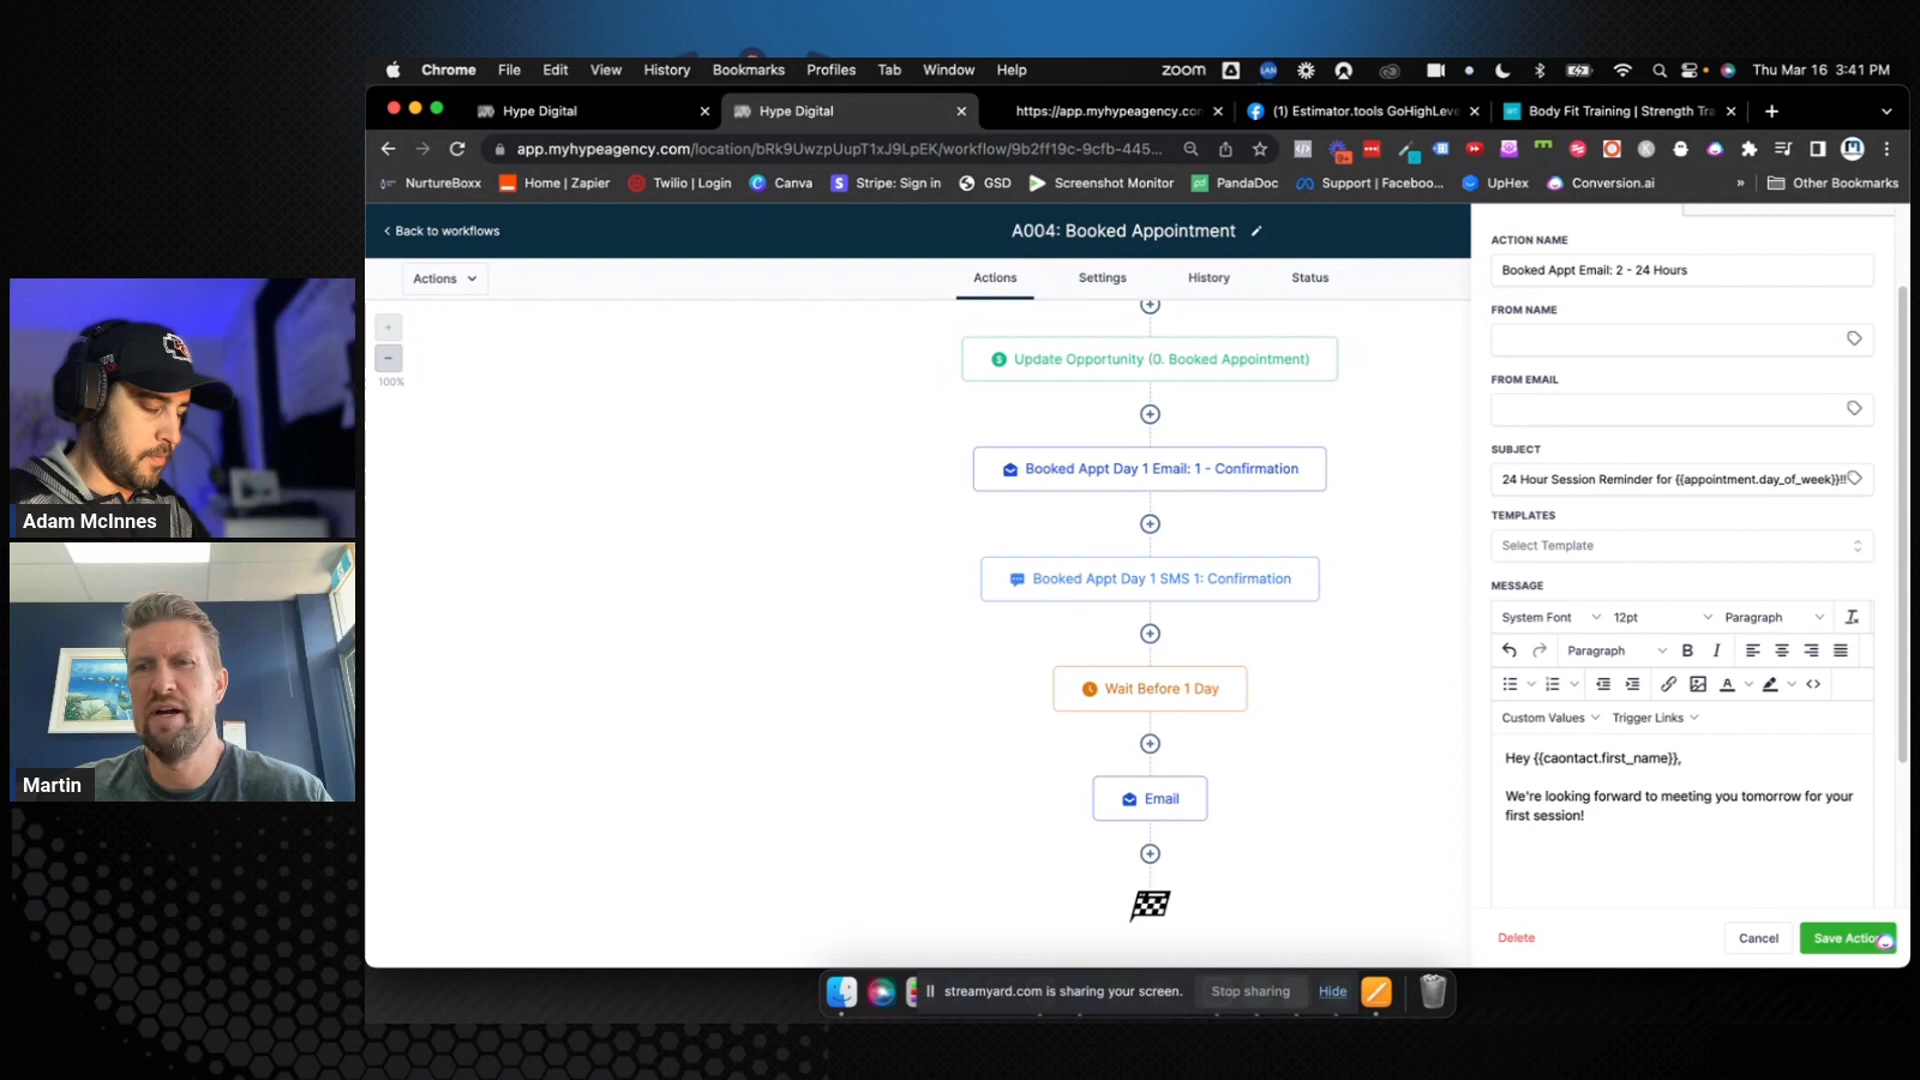 Chrome File Edit View History Bookmarks Profiles Tab Window Help
zoom
LAN
Thu Mar 16 3:41 PM
Hype Digital
Hype Digital
https://app.myhypeagency.con
(1) Estimator.tools GoHighLeve
Body Fit Training | Strength Tra
app.myhypeagency.com/location/bRk9UwzpUupT1xJ9LpEK/workflow/9b2ff19c-9cfb-445...
9+
NurtureBoxx
Home | Zapier
Twilio | Login
Canva
Stripe: Sign in
GSD
Screenshot Monitor
PandaDoc
Support | Faceboo...
UpHex
Conversion.ai
»
Other Bookmarks
Back to workflows
A004: Booked Appointment
Actions
Actions
Settings
History
Status
100%
Update Opportunity (0. Booked Appointment)
Booked Appt Day 1 Email: 1 - Confirmation
Booked Appt Day 1 SMS 1: Confirmation
Wait Before 1 Day
Email
ACTION NAME
Booked Appt Email: 2 - 24 Hours
FROM NAME
FROM EMAIL
SUBJECT
24 Hour Session Reminder for {{appointment.day_of_week}}!!
TEMPLATES
Select Template
MESSAGE
System Font
12pt
Paragraph
Paragraph
B I
Custom Values
Trigger Links
Hey {{caontact.first_name}},
We're looking forward to meeting you tomorrow for your
first session!
Delete
Cancel
Save Actio
streamyard.com is sharing your screen.
Stop sharing
Hide
Adam McInnes
Martin